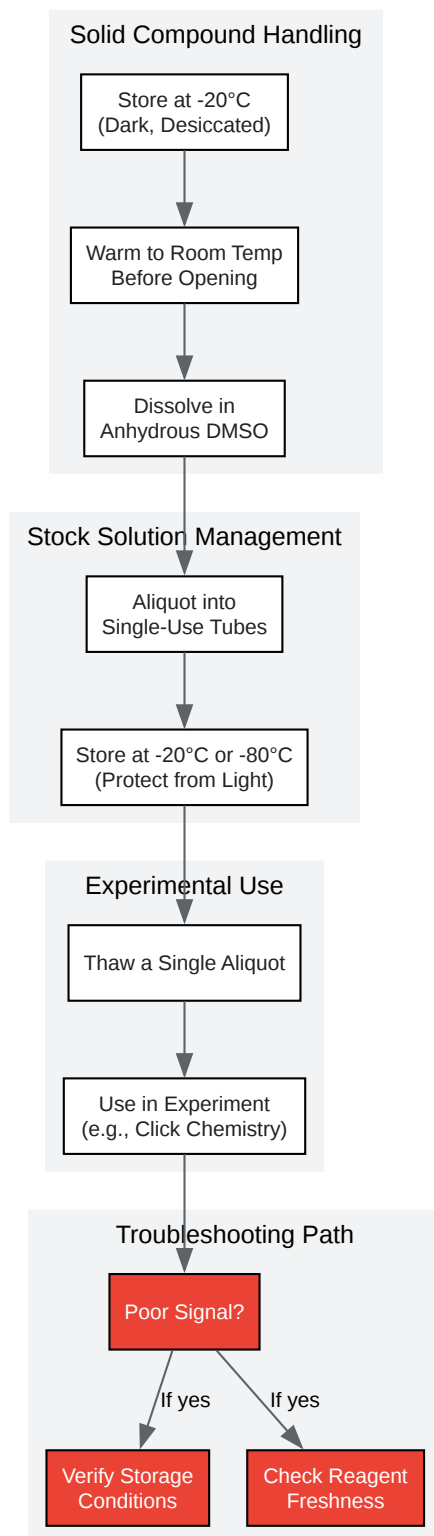 Solid Compound Handling
Store at -20°C
(Dark, Desiccated)
Warm to Room Temp
Before Opening
Dissolve in
Anhydrous DMSO
Stock Solution Management
Aliquot into
Single-Use Tubes
Store at -20°C or -80°C
(Protect from Light)
Experimental Use
Thaw a Single Aliquot
Use in Experiment
(e.g., Click Chemistry)
Troubleshooting Path
Poor Signal?
If yes
If yes
Verify Storage
Conditions
Check Reagent
Freshness